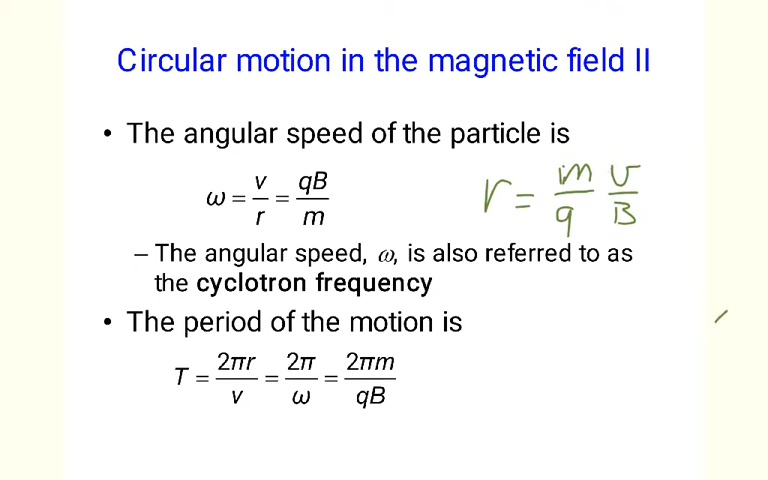 Circular motion in the magnetic field II
• The angular speed of the particle is
ω = v/r = qB/m
r = m/q v/B
– The angular speed, ω, is also referred to as
the cyclotron frequency
• The period of the motion is
T = 2πr/v = 2π/ω = 2πm/qB